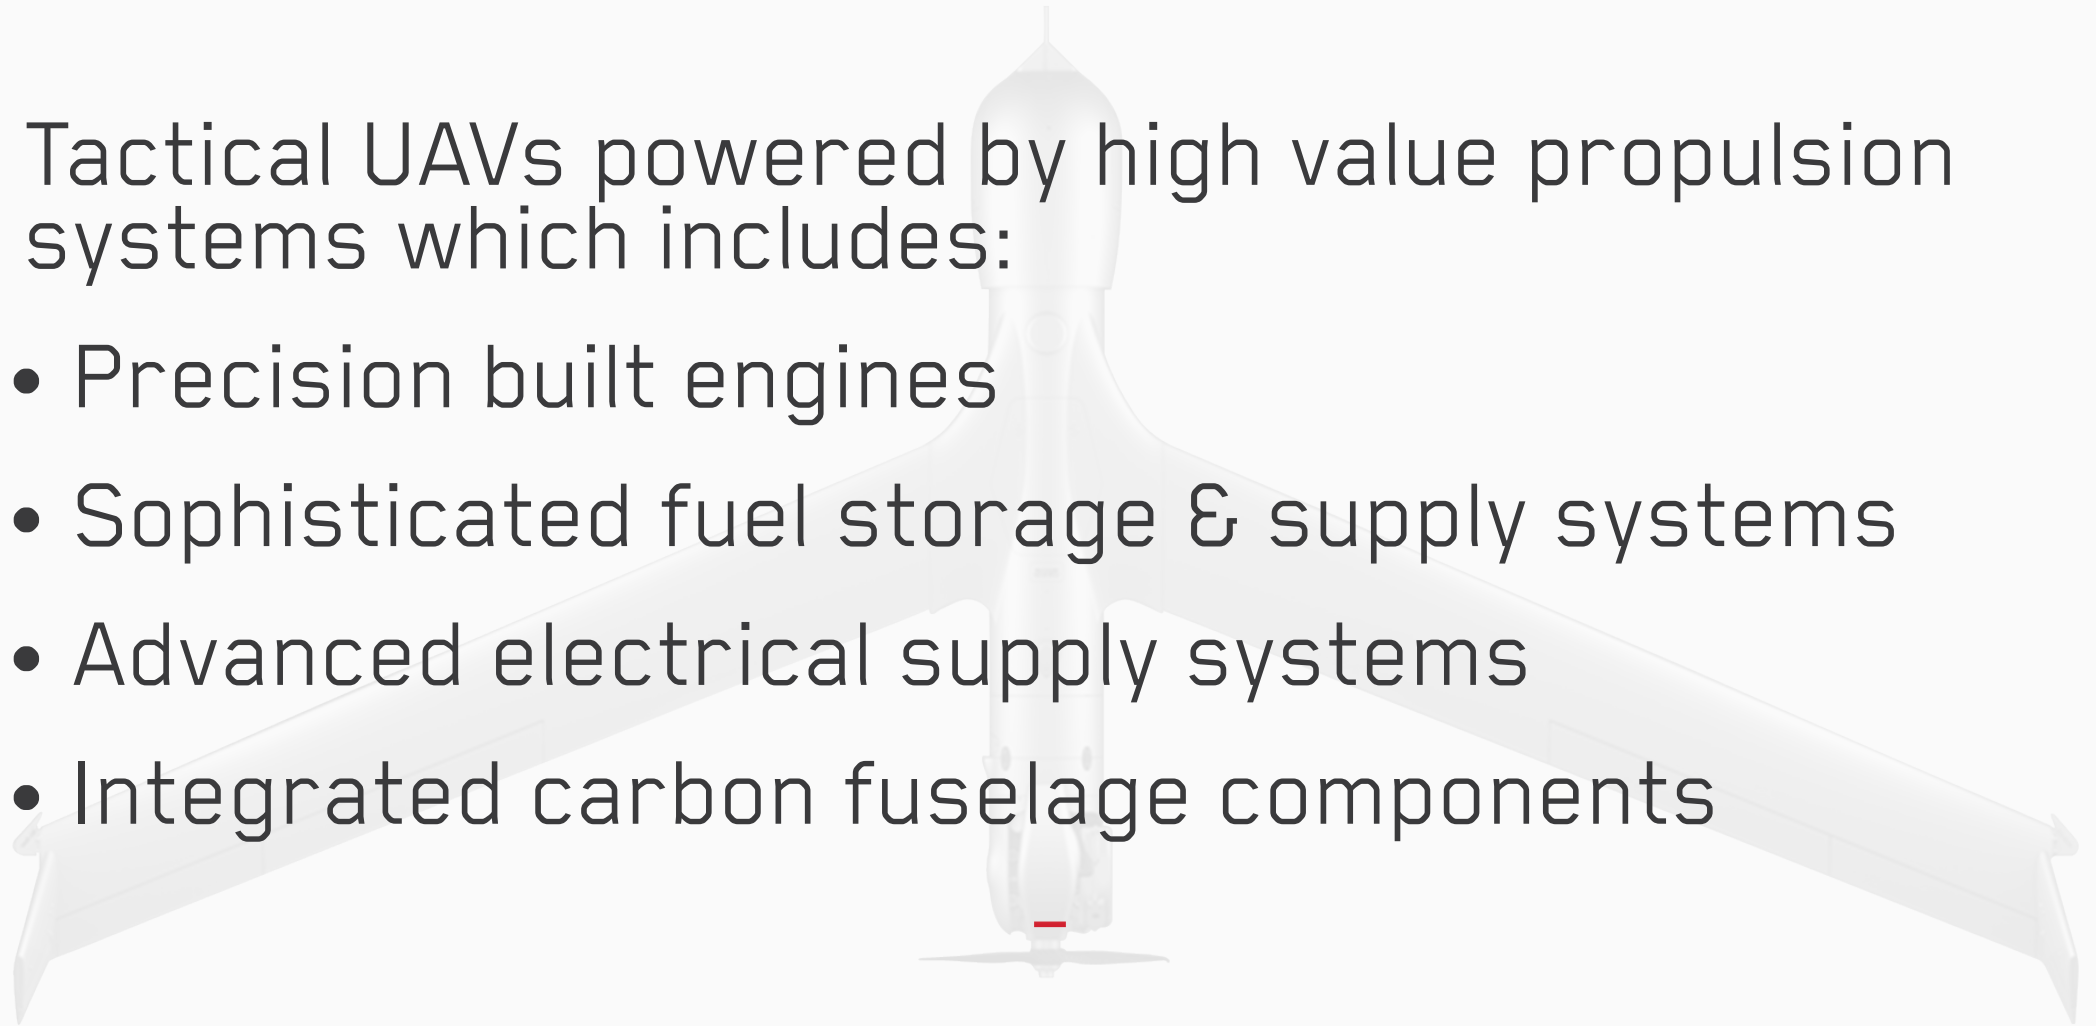 Tactical UAVs powered by high value propulsion
systems which includes:
• Precision built engines
• Sophisticated fuel storage & supply systems
• Advanced electrical supply systems
• Integrated carbon fuselage components